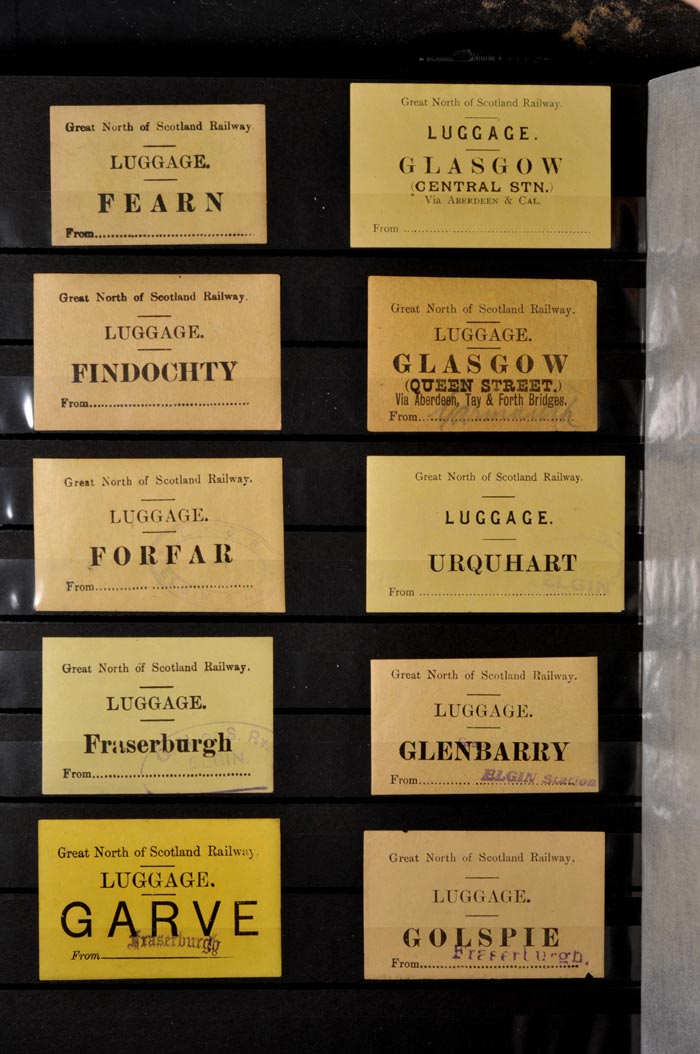 Great North of Scotland Railway.
LUGGAGE.
FEARN
From
Great North of Scotland Railway.
LUGGAGE.
GLASGOW
(CENTRAL STN.)
Via ABERDEEN & CAL.
From
Great North of Scotland Railway.
LUGGAGE.
FINDOCHTY
From
Great North of Scotland Railway.
LUGGAGE.
GLASGOW
(QUEEN STREET.)
Via Aberdeen, Tay & Forth Bridges.
From
Great North of Scotland Railway.
LUGGAGE.
FORFAR
From
Great North of Scotland Railway.
LUGGAGE.
URQUHART
ELGIN
From
Great North of Scotland Railway.
LUGGAGE.
Fraserburgh
G. N. of S. Ry.
ELGIN.
From
Great North of Scotland Railway.
LUGGAGE.
GLENBARRY
From ELGIN Station
Great North of Scotland Railway.
LUGGAGE.
GARVE
Fraserburgh
From
Great North of Scotland Railway.
LUGGAGE.
GOLSPIE
Fraserburgh.
From